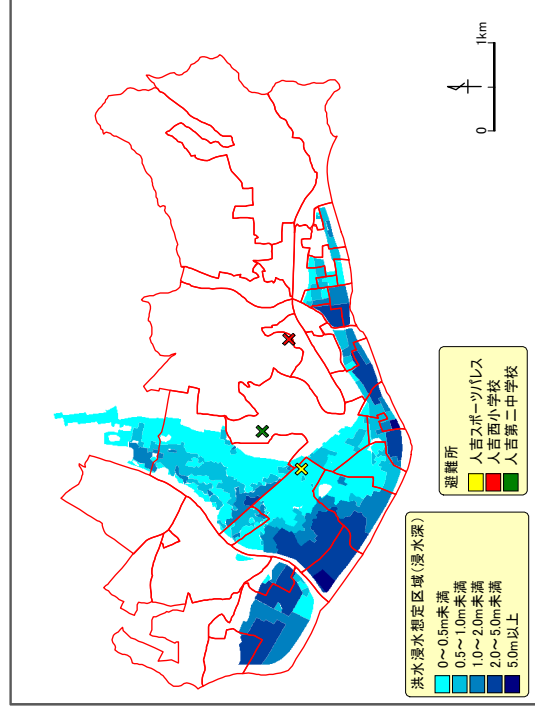 0
1km
避難所
人吉スポーツパレス
人吉西小学校
人吉第二中学校
洪水浸水想定区域(浸水深)
0～0.5m未満
0.5～1.0m未満
1.0～2.0m未満
2.0～5.0m未満
5.0m以上